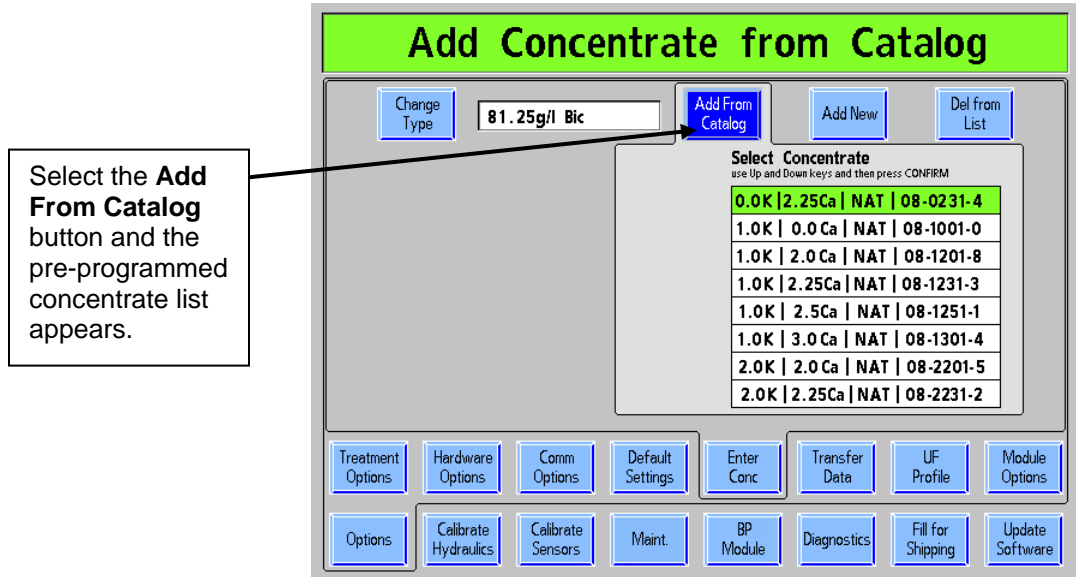 Add Concentrate from Catalog
Change
Type
81.25g/l Bic
Add From
Catalog
Add New
Del from
List
Select the Add
From Catalog
button and the
pre-programmed
concentrate list
appears.
Select Concentrate
use Up and Down keys and then press CONFIRM
0.0K | 2.25Ca | NAT | 08-0231-4
1.0K | 0.0 Ca | NAT | 08-1001-0
1.0K | 2.0 Ca | NAT | 08-1201-8
1.0K | 2.25Ca | NAT | 08-1231-3
1.0K | 2.5Ca | NAT | 08-1251-1
1.0K | 3.0 Ca | NAT | 08-1301-4
2.0K | 2.0 Ca | NAT | 08-2201-5
2.0K | 2.25Ca | NAT | 08-2231-2
Treatment
Options
Hardware
Options
Comm
Options
Default
Settings
Enter
Conc
Transfer
Data
UF
Profile
Module
Options
Options
Calibrate
Hydraulics
Calibrate
Sensors
Maint.
BP
Module
Diagnostics
Fill for
Shipping
Update
Software